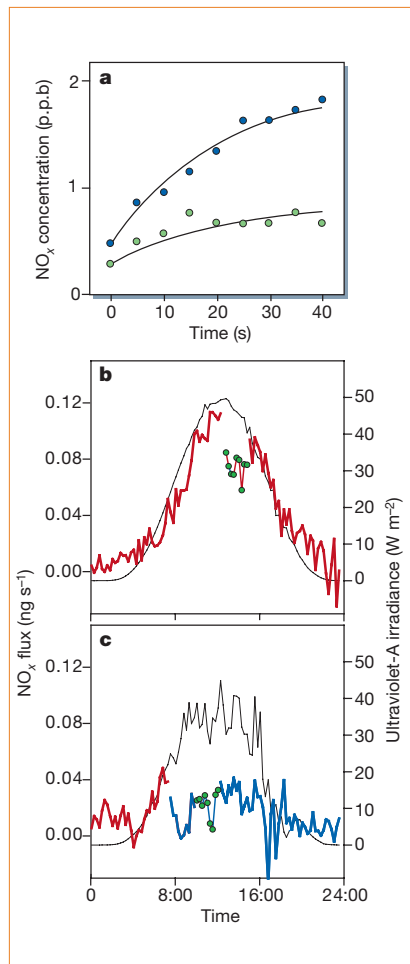 a
NOx concentration (p.p.b)
2
1
0
0 10 20 30 40
Time (s)
b
NOx flux (ng s⁻¹)
0.12
0.08
0.04
0.00
50
40
30
20
10
0
Ultraviolet-A irradiance (W m⁻²)
c
0.12
0.08
0.04
0.00
50
40
30
20
10
0
0 8:00 16:00 24:00
Time